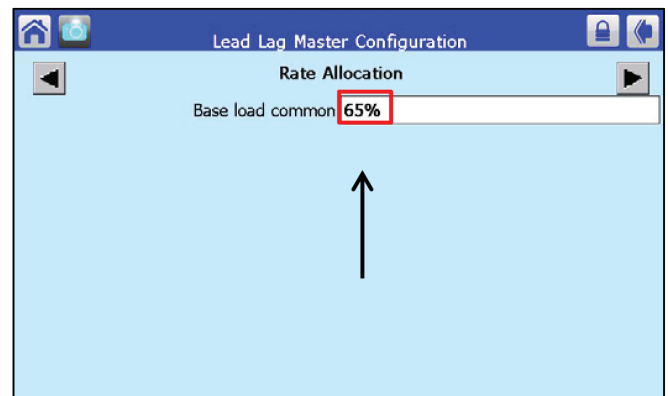 Lead Lag Master Configuration
Rate Allocation
Base load common 65%